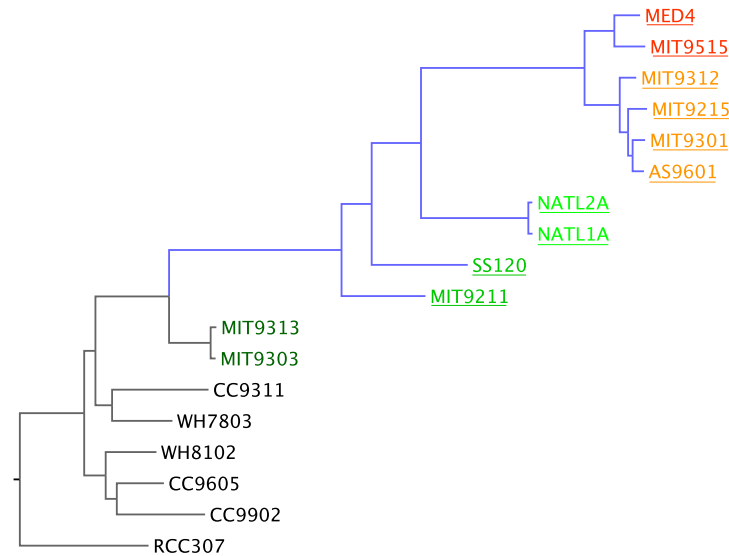 MED4
MIT9515
MIT9312
MIT9215
MIT9301
AS9601
NATL2A
NATL1A
SS120
MIT9211
MIT9313
MIT9303
CC9311
WH7803
WH8102
CC9605
CC9902
RCC307